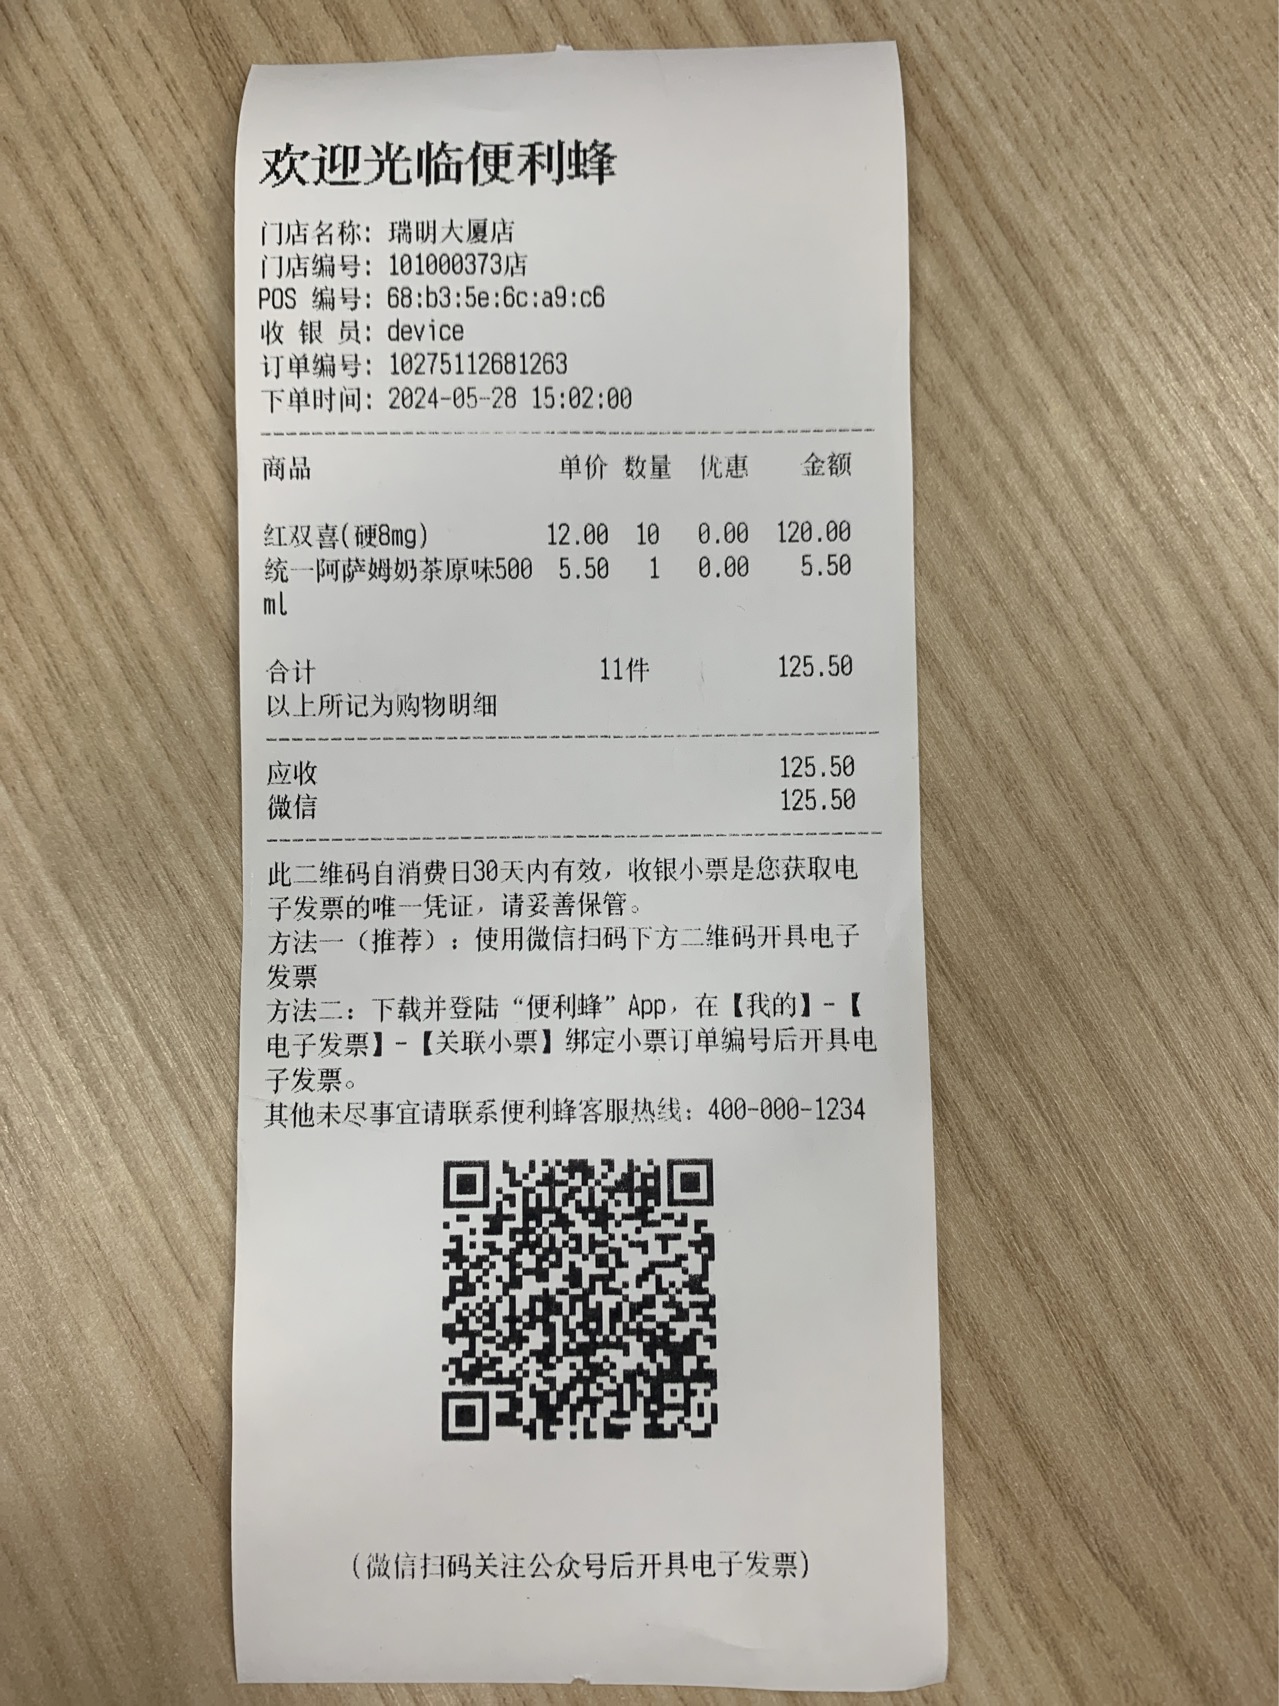 欢迎光临便利蜂
门店名称: 瑞明大厦店
门店编号: 101000373店
POS 编号: 68:b3:5e:6c:a9:c6
收 银 员: device
订单编号: 10275112681263
下单时间: 2024-05-28 15:02:00
商品 单价 数量 优惠 金额
红双喜(硬8mg) 12.00 10 0.00 120.00
统一阿萨姆奶茶原味500 5.50 1 0.00 5.50
ml
合计 11件 125.50
以上所记为购物明细
应收 125.50
微信 125.50
此二维码自消费日30天内有效，收银小票是您获取电
子发票的唯一凭证，请妥善保管。
方法一（推荐）：使用微信扫码下方二维码开具电子
发票
方法二：下载并登陆“便利蜂”App，在【我的】-【
电子发票】-【关联小票】绑定小票订单编号后开具电
子发票。
其他未尽事宜请联系便利蜂客服热线：400-000-1234
(微信扫码关注公众号后开具电子发票)